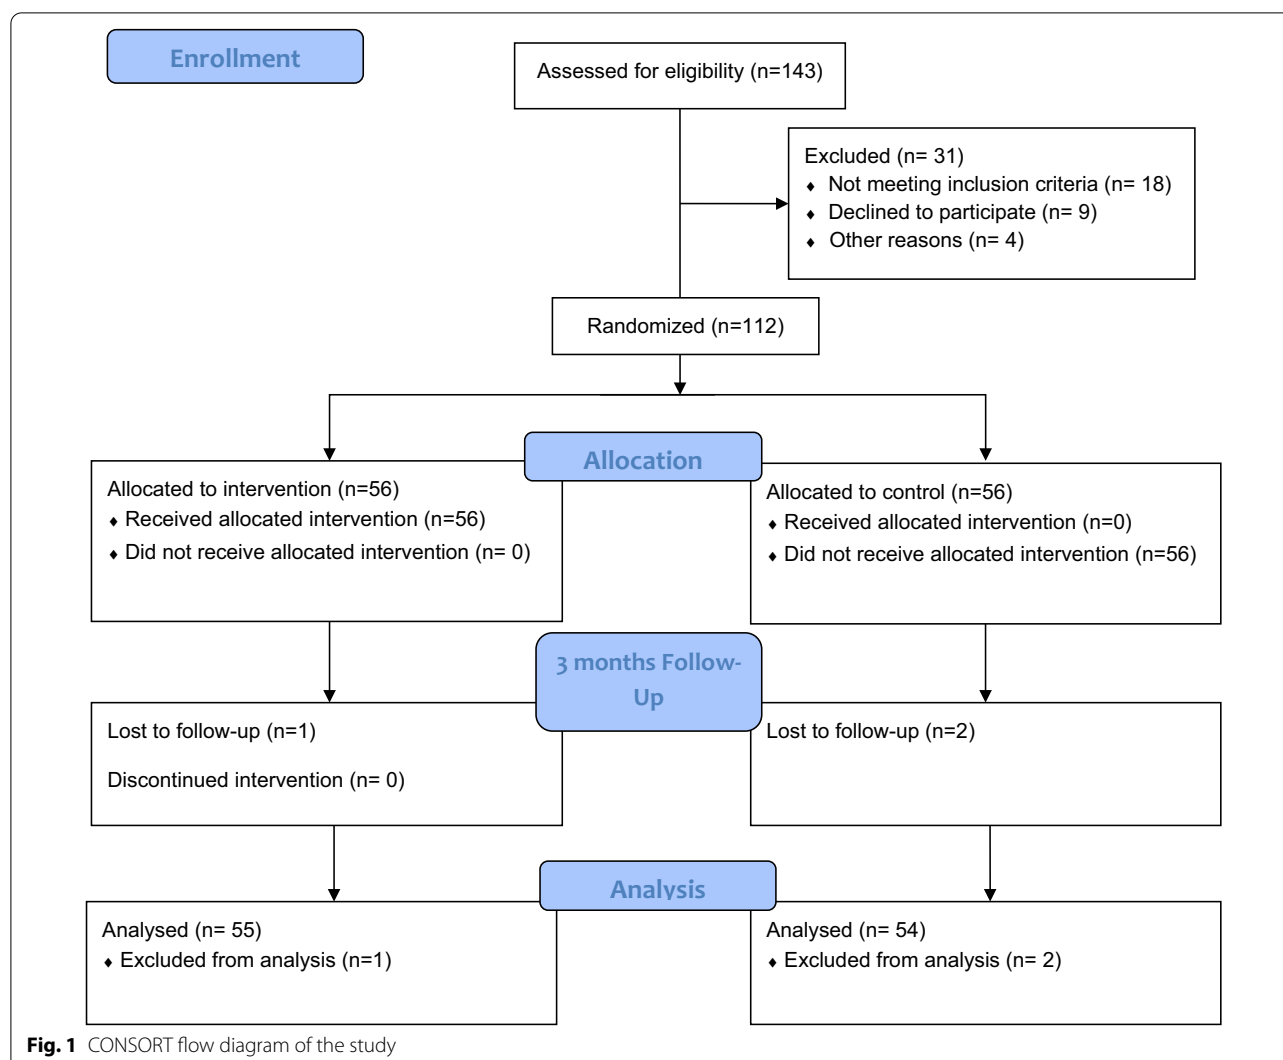 Enrollment
Assessed for eligibility (n=143)
Excluded (n= 31)
♦ Not meeting inclusion criteria (n= 18)
♦ Declined to participate (n= 9)
♦ Other reasons (n= 4)
Randomized (n=112)
Allocation
Allocated to intervention (n=56)
♦ Received allocated intervention (n=56)
♦ Did not receive allocated intervention (n= 0)
Allocated to control (n=56)
♦ Received allocated intervention (n=0)
♦ Did not receive allocated intervention (n=56)
3 months Follow-
Up
Lost to follow-up (n=1)
Discontinued intervention (n= 0)
Lost to follow-up (n=2)
Analysis
Analysed (n= 55)
♦ Excluded from analysis (n=1)
Analysed (n= 54)
♦ Excluded from analysis (n= 2)
Fig. 1 CONSORT flow diagram of the study